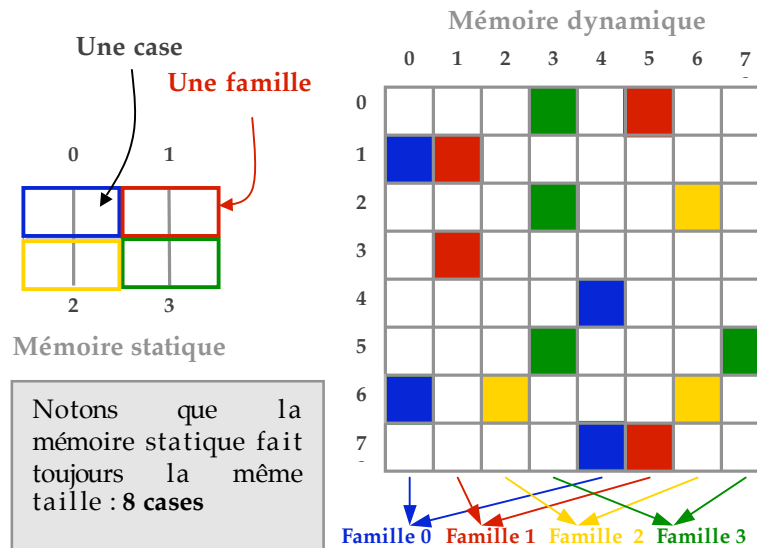 Mémoire dynamique
Une case
0 1 2 3 4 5 6 7
Une famille
0
1
2
3
4
5
6
7
0 1
2 3
Mémoire statique
Notons que la
mémoire statique fait
toujours la même
taille : 8 cases
Famille 0 Famille 1 Famille 2 Famille 3